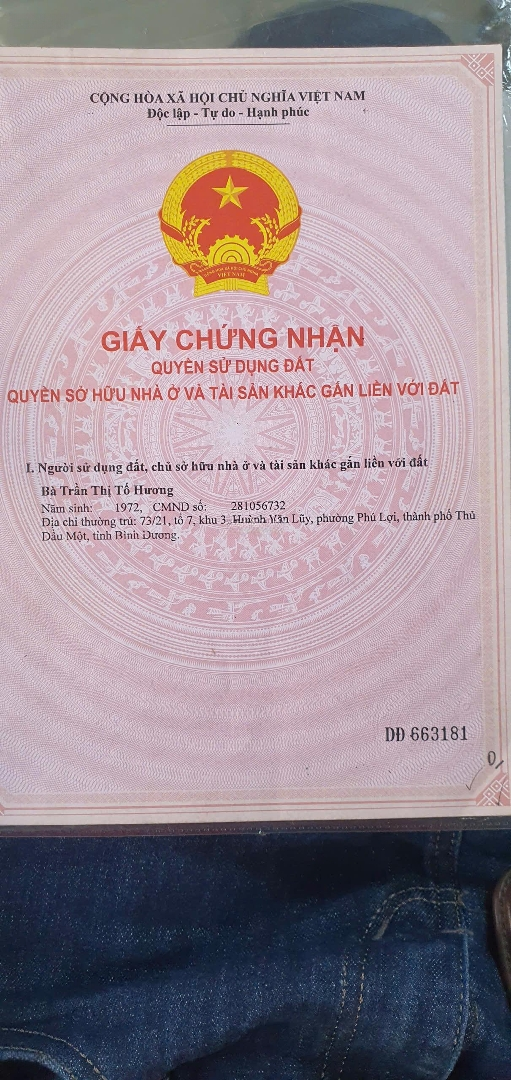 CỘNG HÒA XÃ HỘI CHỦ NGHĨA VIỆT NAM
Độc lập - Tự do - Hạnh phúc
VIỆT NAM
GIẤY CHỨNG NHẬN
QUYỀN SỬ DỤNG ĐẤT
QUYỀN SỞ HỮU NHÀ Ở VÀ TÀI SẢN KHÁC GẮN LIỀN VỚI ĐẤT
I. Người sử dụng đất, chủ sở hữu nhà ở và tài sản khác gắn liền với đất
Bà Trần Thị Tố Hương
Năm sinh: 1972, CMND số: 281056732
Địa chỉ thường trú: 73/21, tổ 7, khu 3 Huỳnh Văn Lũy, phường Phú Lợi, thành phố Thủ
Dầu Một, tỉnh Bình Dương.
DĐ 663181